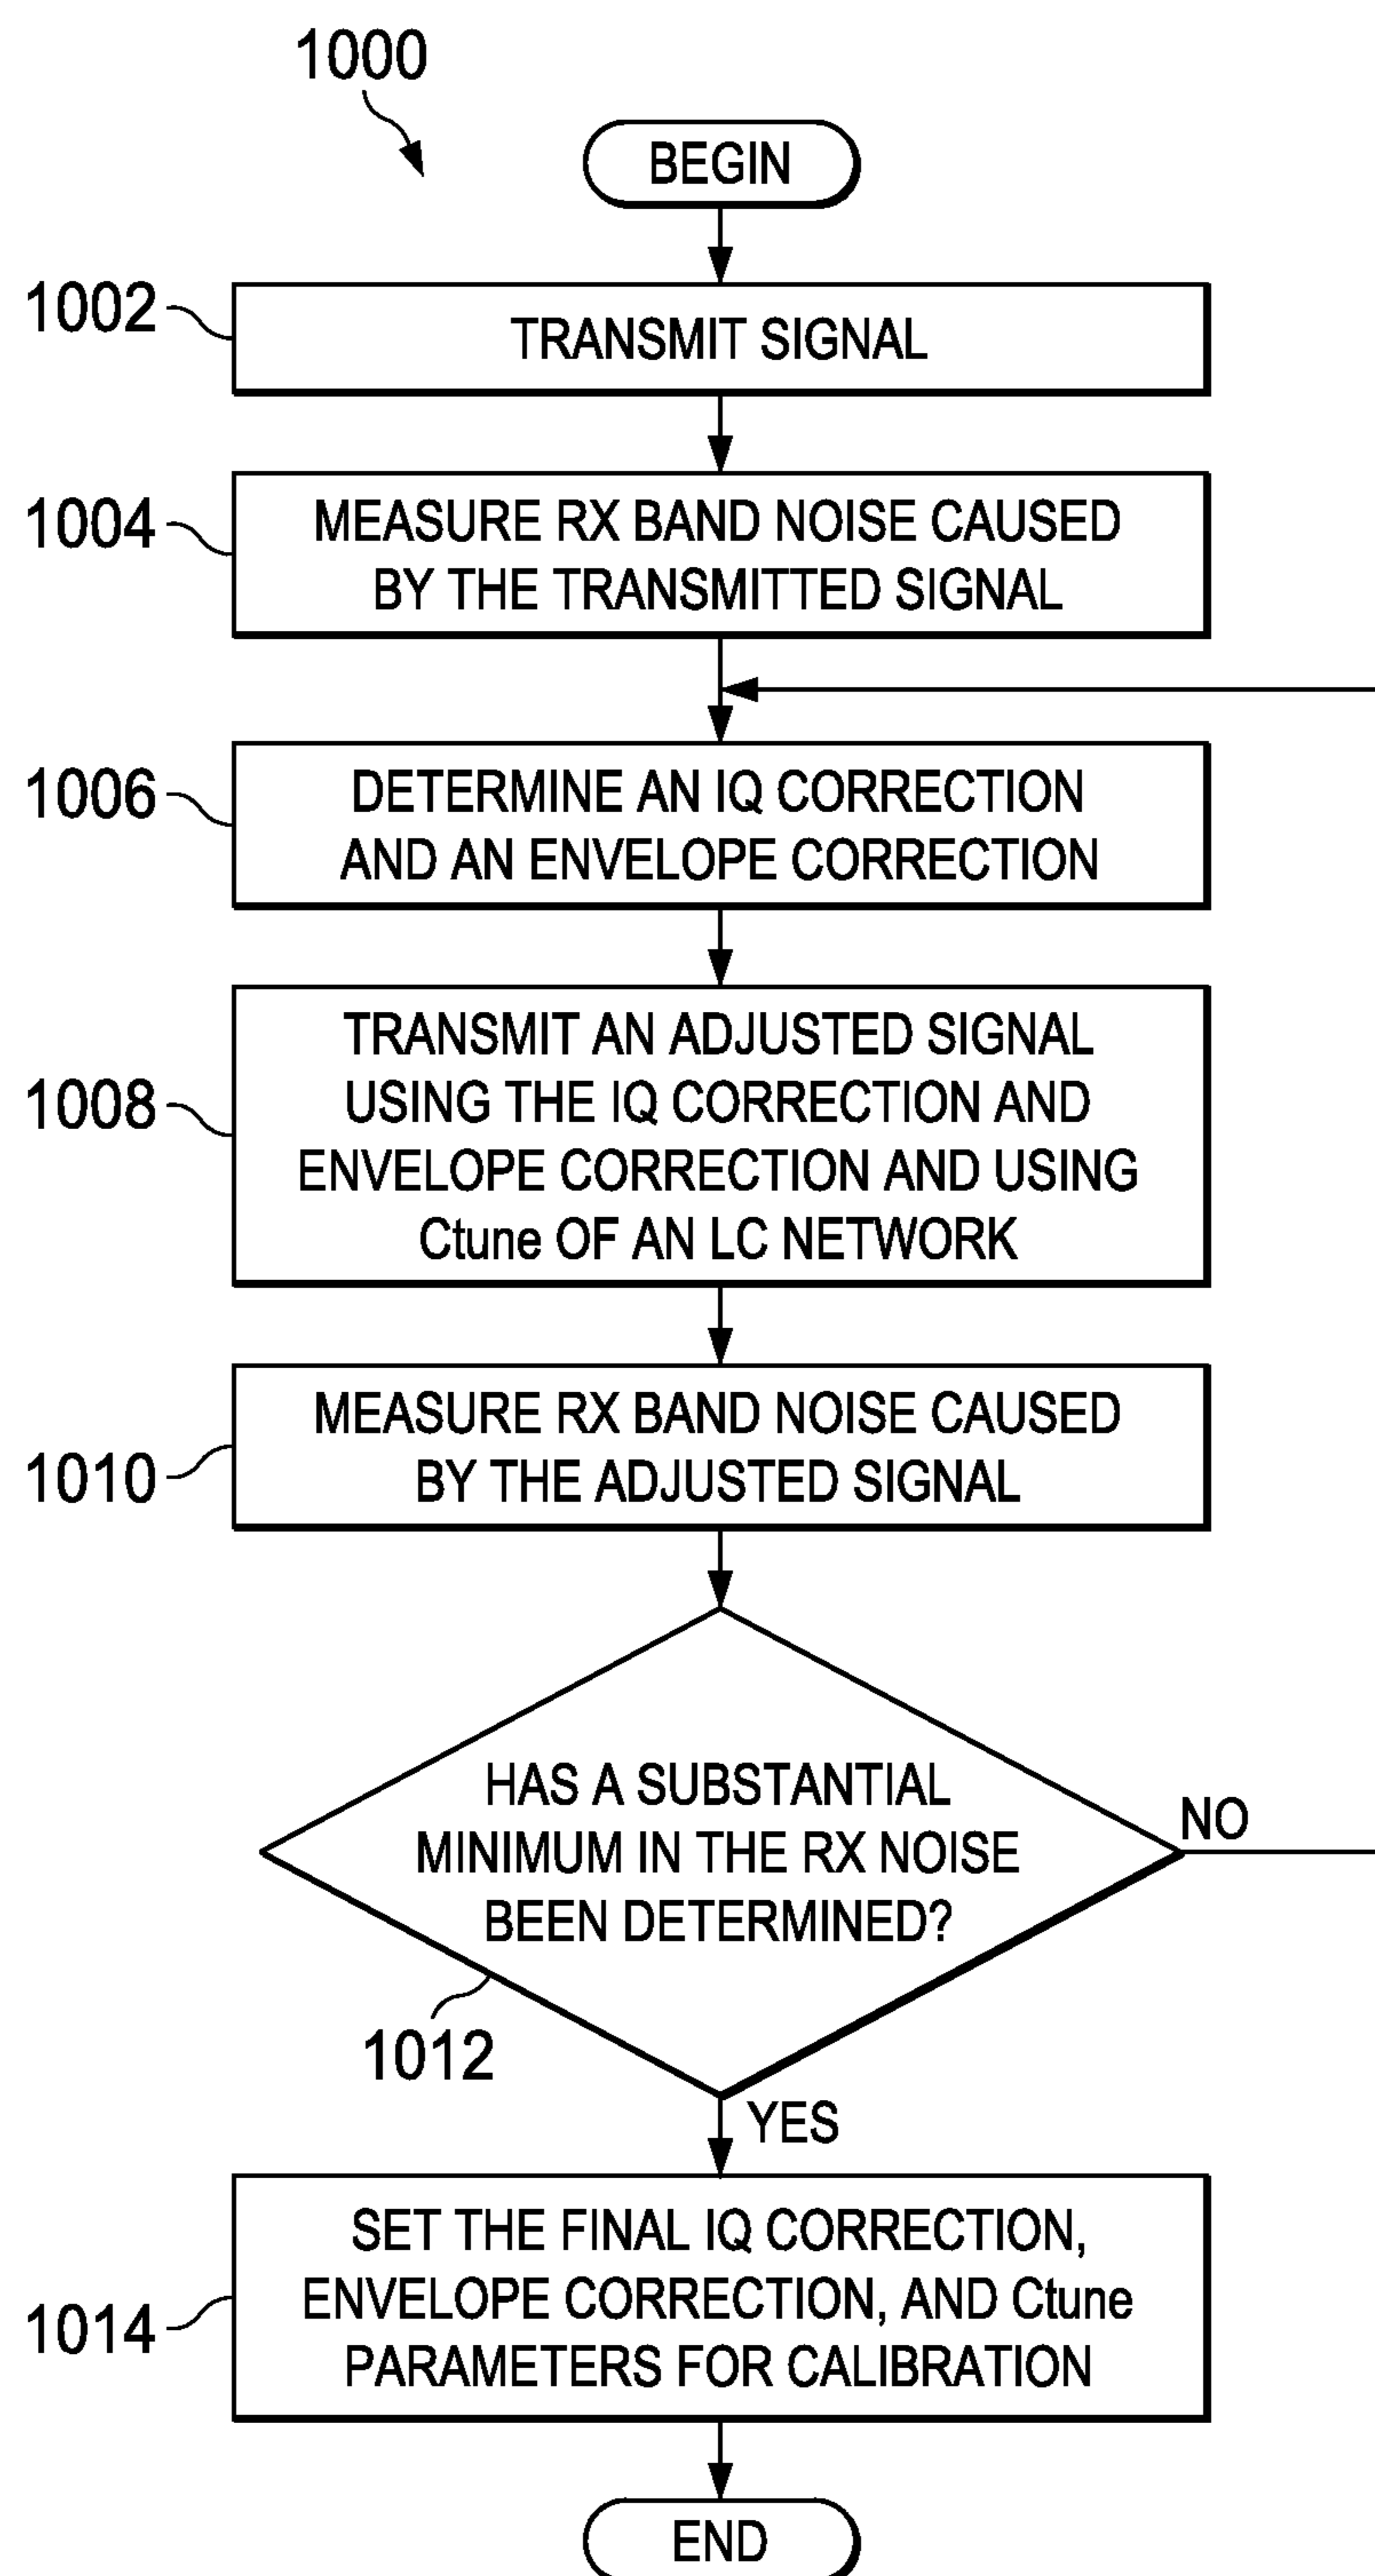 1000
BEGIN
1002
TRANSMIT SIGNAL
1004
MEASURE RX BAND NOISE CAUSED
BY THE TRANSMITTED SIGNAL
1006
DETERMINE AN IQ CORRECTION
AND AN ENVELOPE CORRECTION
1008
TRANSMIT AN ADJUSTED SIGNAL
USING THE IQ CORRECTION AND
ENVELOPE CORRECTION AND USING
Ctune OF AN LC NETWORK
1010
MEASURE RX BAND NOISE CAUSED
BY THE ADJUSTED SIGNAL
HAS A SUBSTANTIAL
MINIMUM IN THE RX NOISE
BEEN DETERMINED?
NO
1012
YES
1014
SET THE FINAL IQ CORRECTION,
ENVELOPE CORRECTION, AND Ctune
PARAMETERS FOR CALIBRATION
END